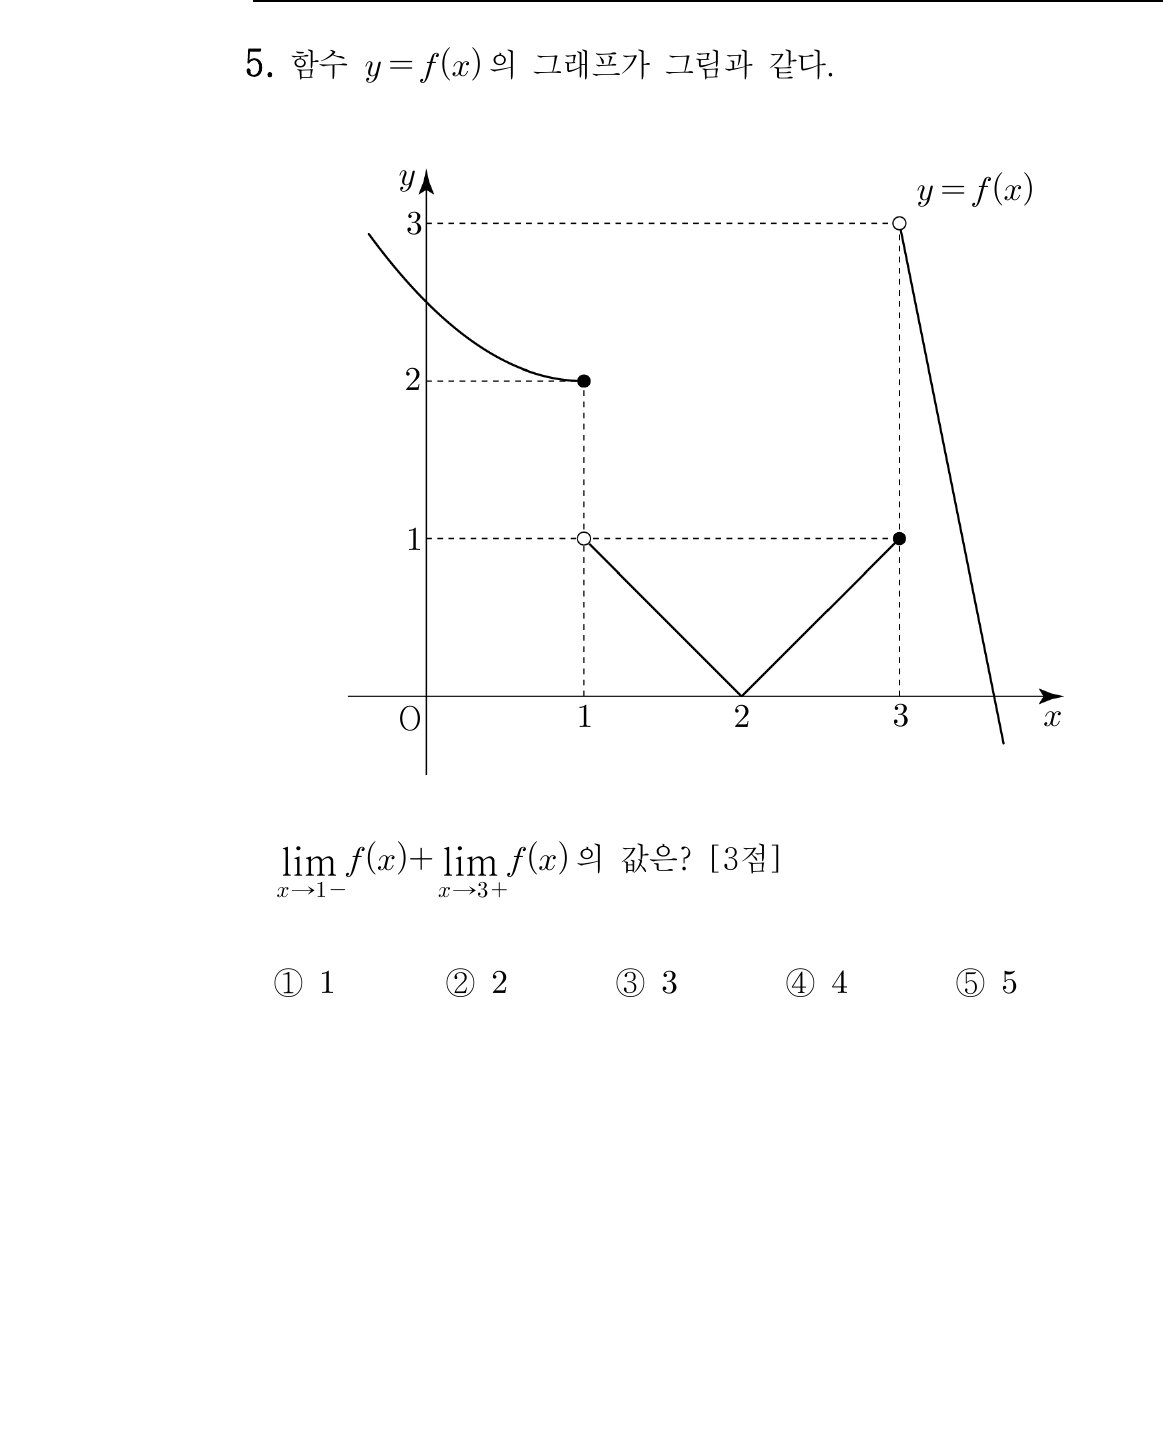 5. 함수 y=f(x)의 그래프가 그림과 같다.
y
y=f(x)
3
2
1
O
1
2
3
x
lim f(x)+ lim f(x)의 값은? [3점]
x→1− x→3+
① 1 ② 2 ③ 3 ④ 4 ⑤ 5